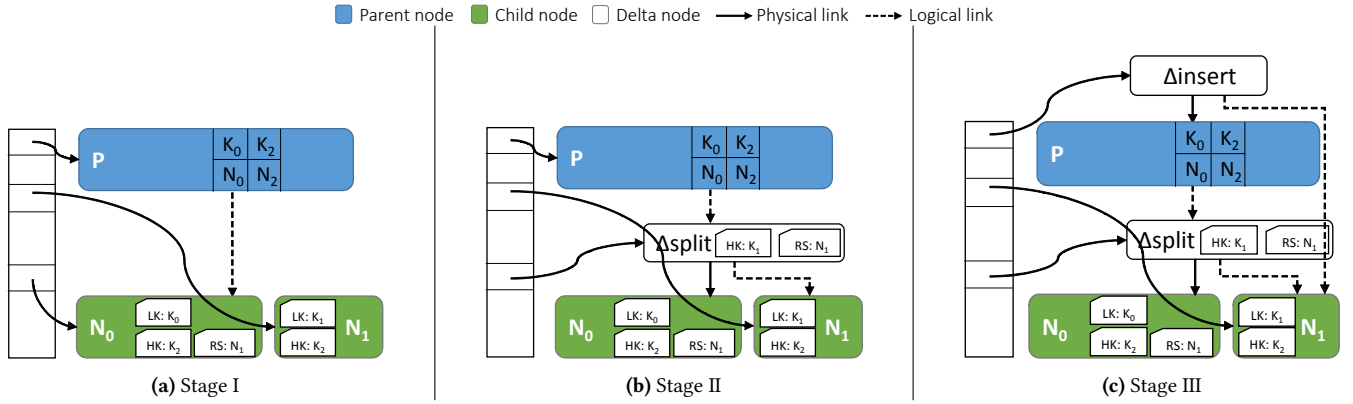 Parent node Child node Delta node Physical link Logical link
P
K0 K2
N0 N2
N0
LK: K0
HK: K2
RS: N1
LK: K1
HK: K2
N1
(a) Stage I
P
K0 K2
N0 N2
Δsplit
HK: K1
RS: N1
N0
LK: K0
HK: K2
RS: N1
LK: K1
HK: K2
N1
(b) Stage II
Δinsert
P
K0 K2
N0 N2
Δsplit
HK: K1
RS: N1
N0
LK: K0
HK: K2
RS: N1
LK: K1
HK: K2
N1
(c) Stage III